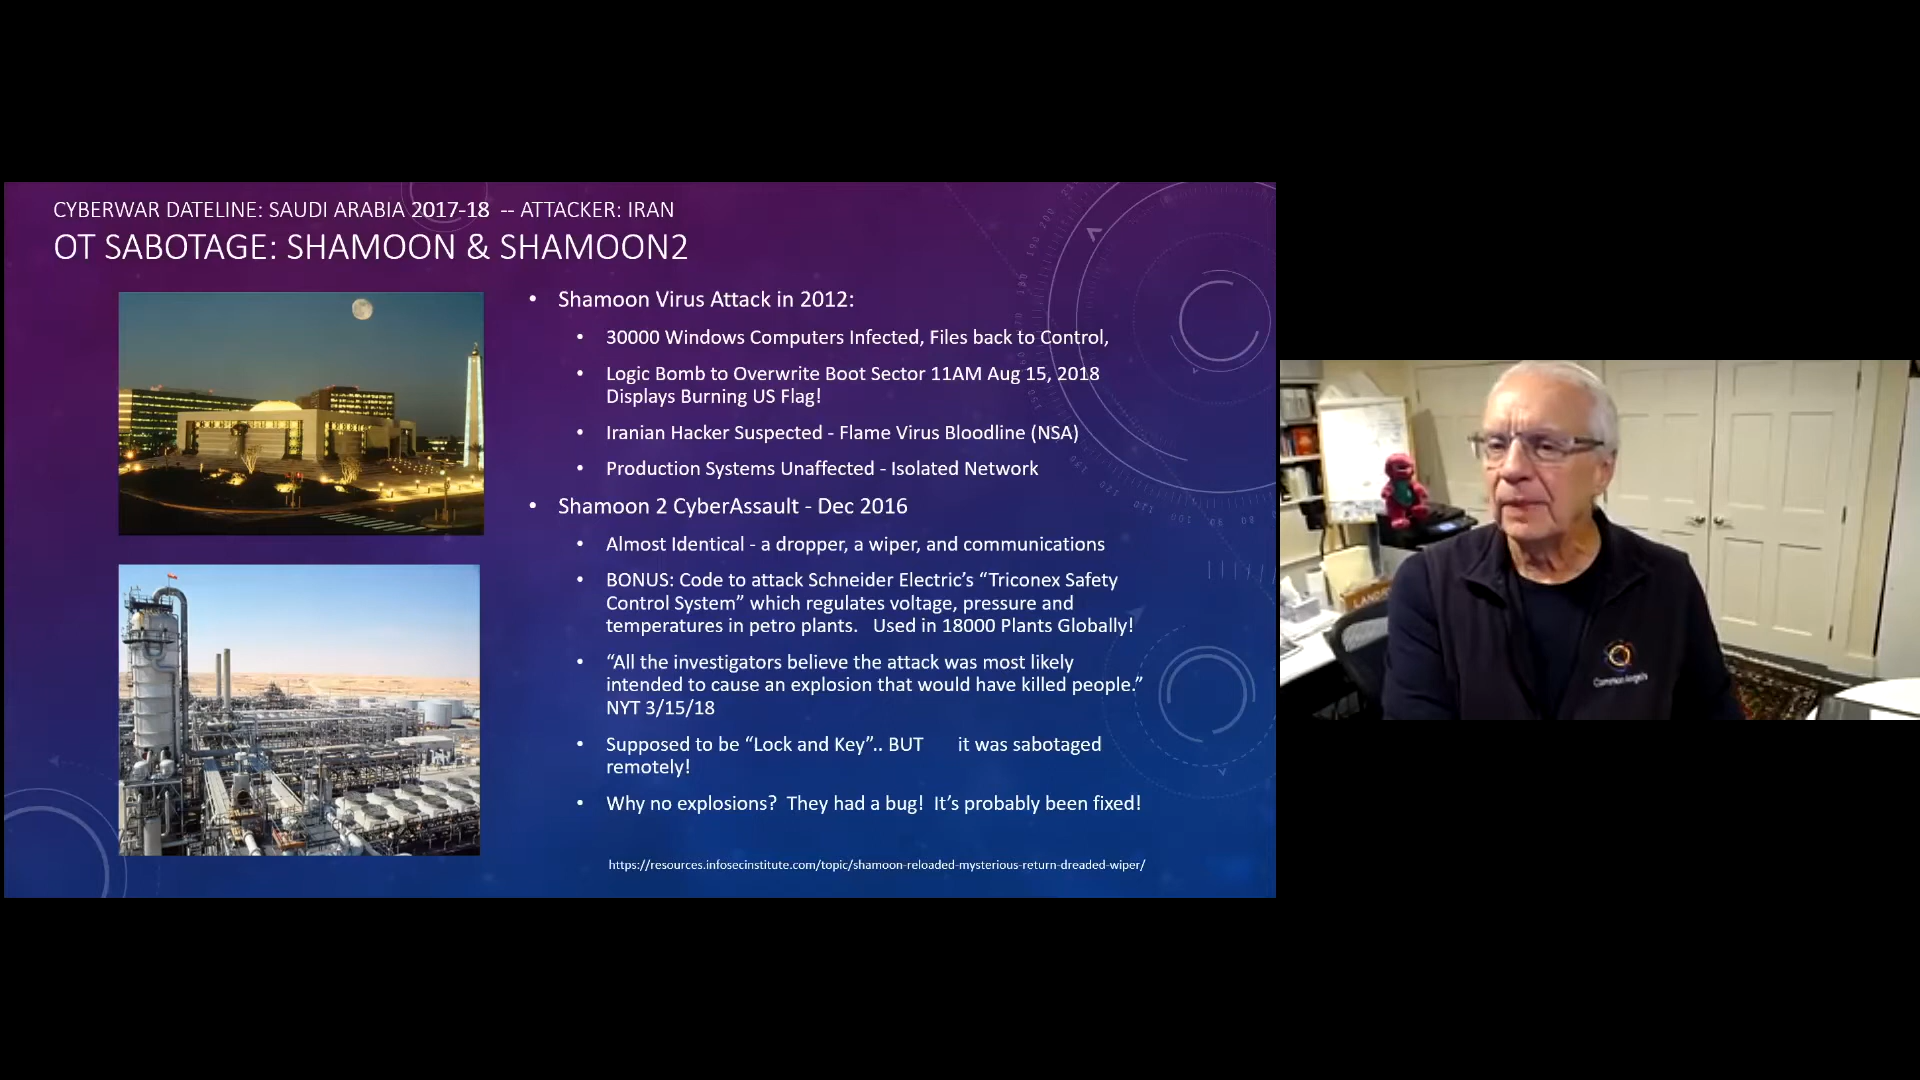 CYBERWAR DATELINE: SAUDI ARABIA 2017-18 -- ATTACKER: IRAN
OT SABOTAGE: SHAMOON & SHAMOON2
• Shamoon Virus Attack in 2012:
• 30000 Windows Computers Infected, Files back to Control,
• Logic Bomb to Overwrite Boot Sector 11AM Aug 15, 2018
Displays Burning US Flag!
• Iranian Hacker Suspected - Flame Virus Bloodline (NSA)
• Production Systems Unaffected - Isolated Network
• Shamoon 2 CyberAssault - Dec 2016
• Almost Identical - a dropper, a wiper, and communications
• BONUS: Code to attack Schneider Electric’s “Triconex Safety
Control System” which regulates voltage, pressure and
temperatures in petro plants. Used in 18000 Plants Globally!
• “All the investigators believe the attack was most likely
intended to cause an explosion that would have killed people.”
NYT 3/15/18
• Supposed to be “Lock and Key”.. BUT it was sabotaged
remotely!
• Why no explosions? They had a bug! It’s probably been fixed!
https://resources.infosecinstitute.com/topic/shamoon-reloaded-mysterious-return-dreaded-wiper/
Common Angels